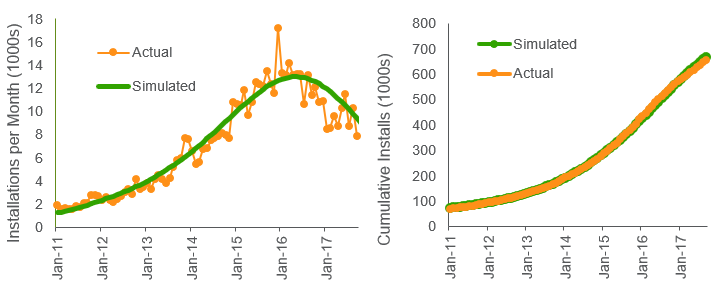 Installations per Month (1000s)
18
16
14
12
10
8
6
4
2
0
Actual
Simulated
Jan-11
Jan-12
Jan-13
Jan-14
Jan-15
Jan-16
Jan-17
Cumulative Installs (1000s)
800
700
600
500
400
300
200
100
0
Simulated
Actual
Jan-11
Jan-12
Jan-13
Jan-14
Jan-15
Jan-16
Jan-17